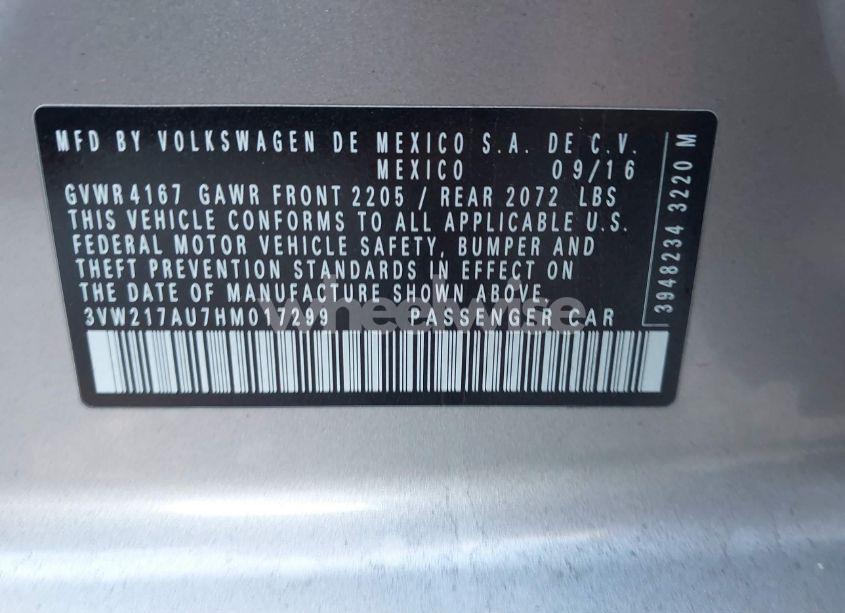 MFD BY VOLKSWAGEN DE MEXICO S.A. DE C.V.
MEXICO 09/16
GVWR 4167 GAWR FRONT 2205 / REAR 2072 LBS
THIS VEHICLE CONFORMS TO ALL APPLICABLE U.S.
FEDERAL MOTOR VEHICLE SAFETY, BUMPER AND
THEFT PREVENTION STANDARDS IN EFFECT ON
THE DATE OF MANUFACTURE SHOWN ABOVE.
3VW217AU7HM017299 PASSENGER CAR
3948234 3220 M
wheelwise